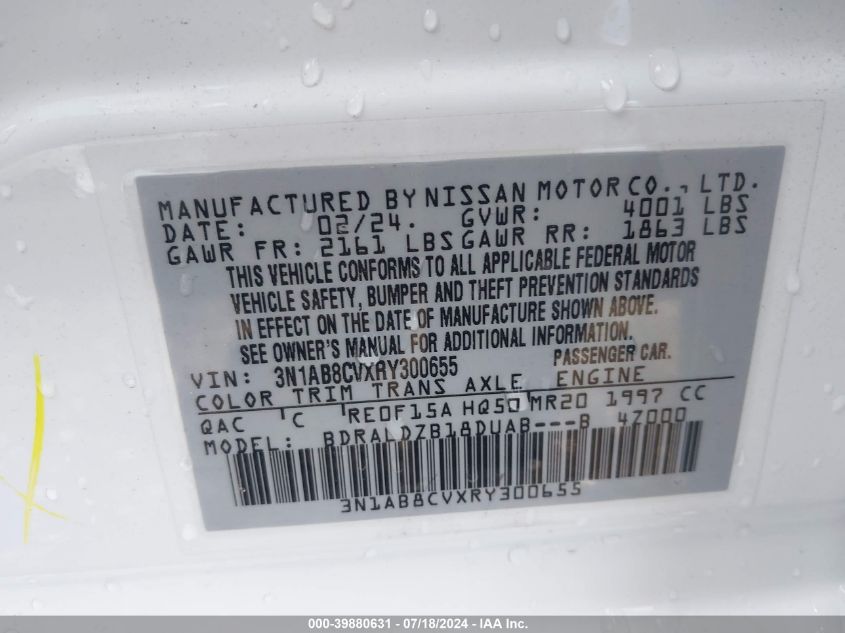 MANUFACTURED BY NISSAN MOTOR CO., LTD.
DATE: 02/24. GVWR: 4001 LBS
GAWR FR: 2161 LBS GAWR RR: 1863 LBS
THIS VEHICLE CONFORMS TO ALL APPLICABLE FEDERAL MOTOR
VEHICLE SAFETY, BUMPER AND THEFT PREVENTION STANDARDS
IN EFFECT ON THE DATE OF MANUFACTURE SHOWN ABOVE.
SEE OWNER'S MANUAL FOR ADDITIONAL INFORMATION.
VIN: 3N1AB8CVXRY300655 PASSENGER CAR.
COLOR TRIM TRANS AXLE ENGINE
QAC C RE0F15A HQ50 MR20 1997 CC
MODEL: BDRALDZB18DUAB---B 4Z000
3N1AB8CVXRY300655
000-39880631 - 07/18/2024 - IAA Inc.